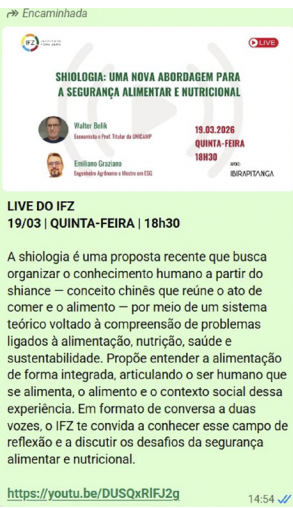 Encaminhada
IFZ INSTITUTO FOME ZERO
LIVE
SHIOLOGIA: UMA NOVA ABORDAGEM PARA
A SEGURANÇA ALIMENTAR E NUTRICIONAL
Walter Belik
Economista e Prof. Titular da UNICAMP
Emiliano Graziano
Engenheiro Agrônomo e Mestre em ESG
19.03.2026
QUINTA-FEIRA
18H30
APOIO:
IBIRAPITANGA
LIVE DO IFZ
19/03 | QUINTA-FEIRA | 18h30
A shiologia é uma proposta recente que busca
organizar o conhecimento humano a partir do
shiance — conceito chinês que reúne o ato de
comer e o alimento — por meio de um sistema
teórico voltado à compreensão de problemas
ligados à alimentação, nutrição, saúde e
sustentabilidade. Propõe entender a alimentação
de forma integrada, articulando o ser humano que
se alimenta, o alimento e o contexto social dessa
experiência. Em formato de conversa a duas
vozes, o IFZ te convida a conhecer esse campo de
reflexão e a discutir os desafios da segurança
alimentar e nutricional.
https://youtu.be/DUSQxRlFJ2g
14:54